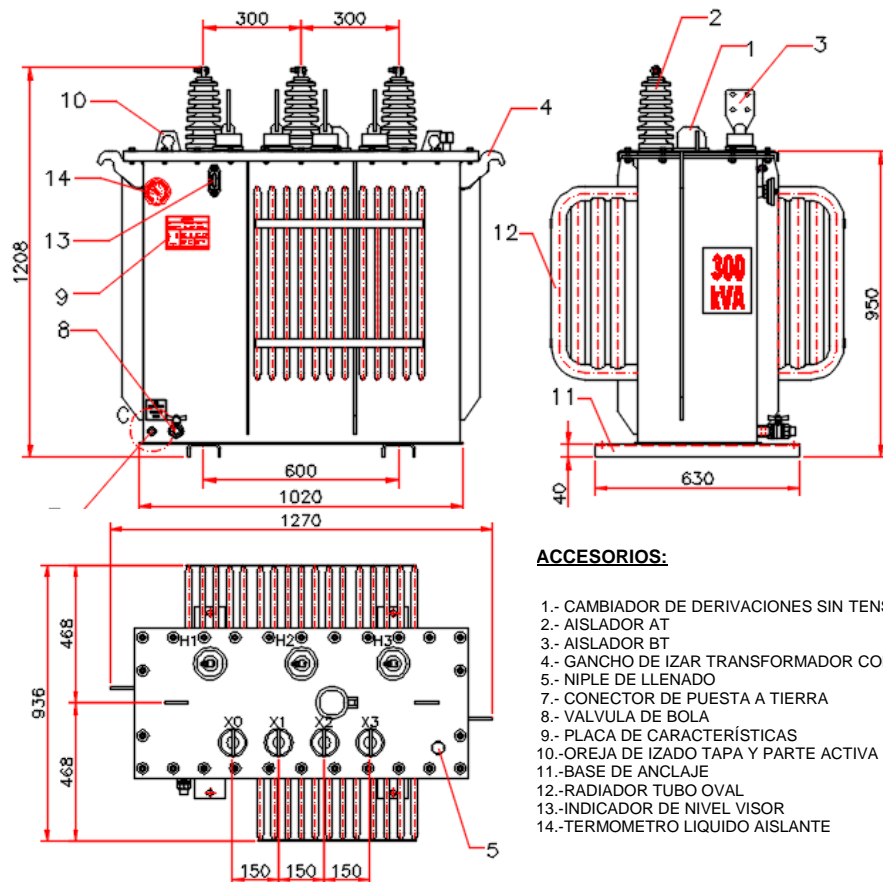 300
300
2
1
3
10
4
14
13
12
1208
9
8
300
kVA
950
C
11
600
1020
1270
40
630
468
936
468
H1
H2
H3
X0
X1
X2
X3
5
150
150
150
ACCESORIOS:
1.- CAMBIADOR DE DERIVACIONES SIN
2.- AISLADOR AT
3.- AISLADOR BT
4.- GANCHO DE IZAR TRANSFORMADOR
5.- NIPLE DE LLENADO
7.- CONECTOR DE PUESTA A TIERRA
8.- VALVULA DE BOLA
9.- PLACA DE CARACTERÍSTICAS
10.-OREJA DE IZADO TAPA Y PARTE ACTIVA
11.-BASE DE ANCLAJE
12.-RADIADOR TUBO OVAL
13.-INDICADOR DE NIVEL VISOR
14.-TERMOMETRO LIQUIDO AISLANTE